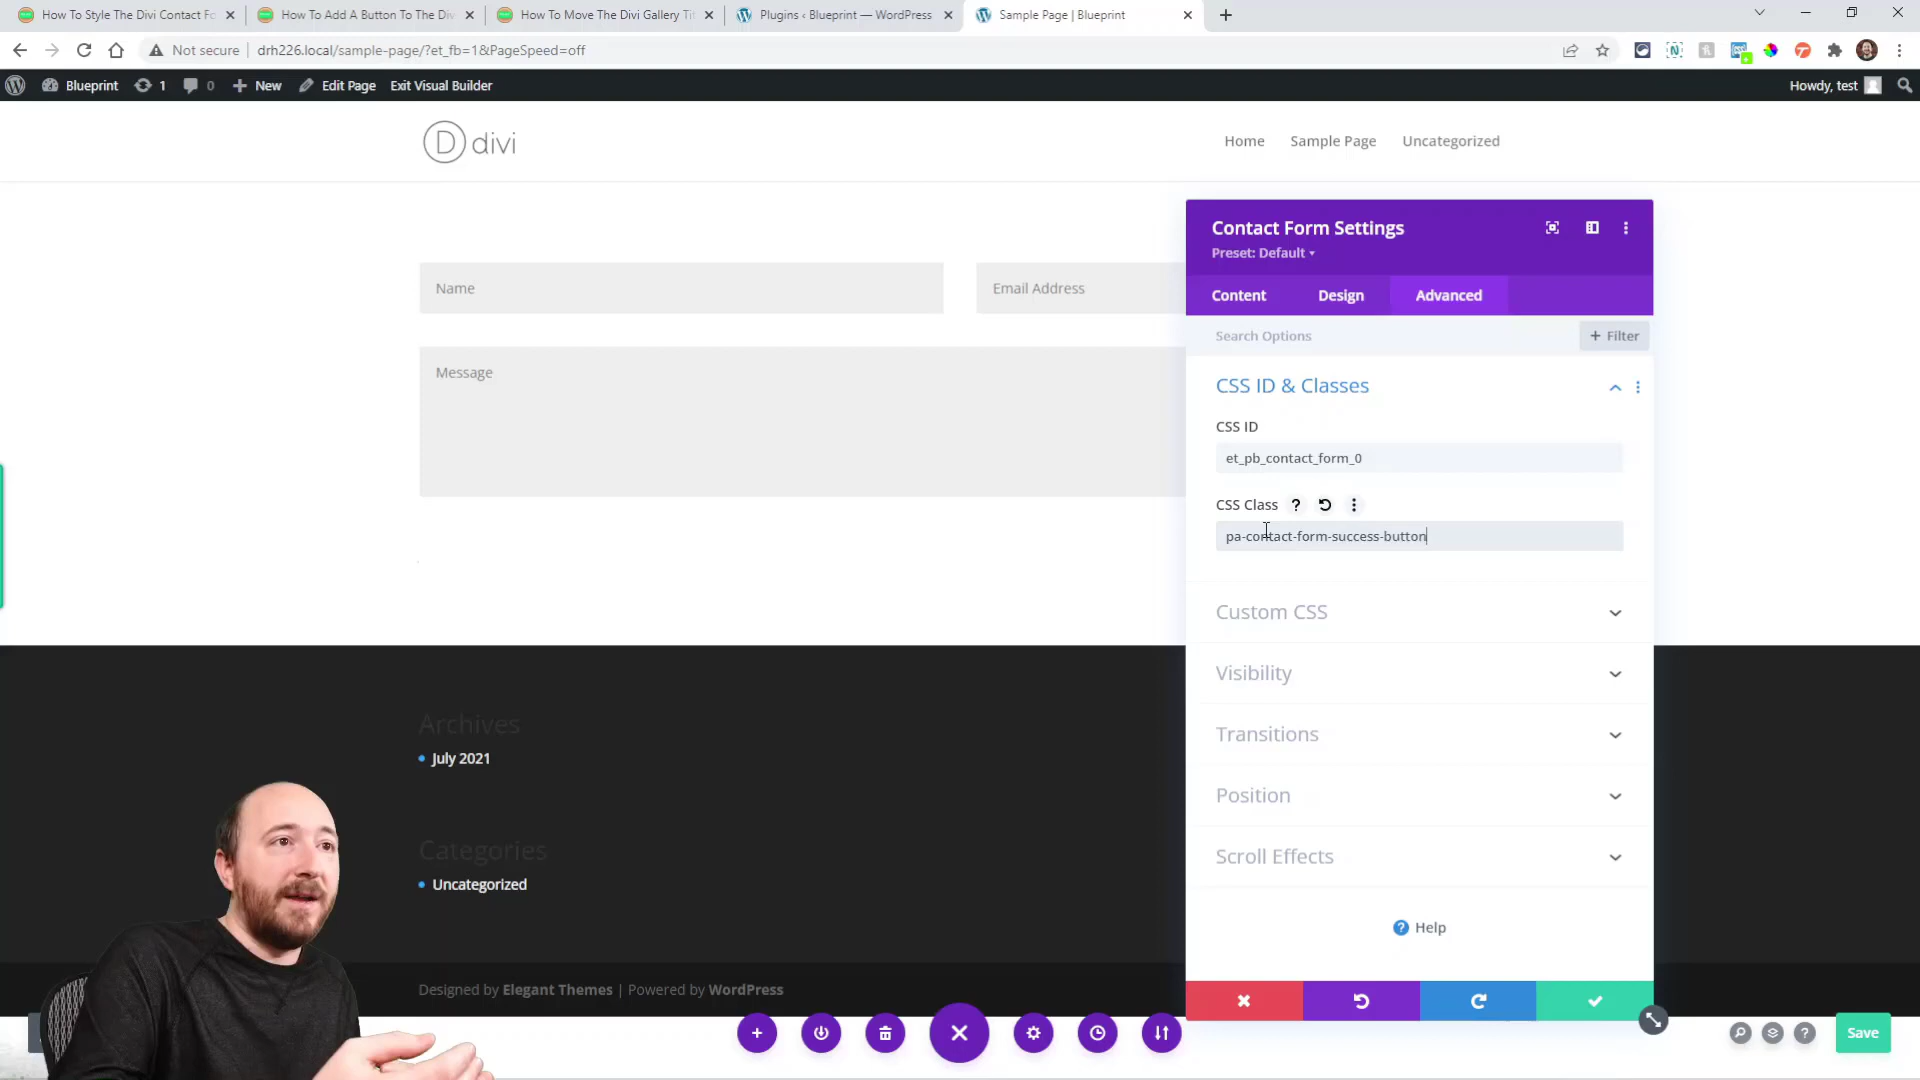 How To Style The Divi Contact Fo
How To Add A Button To The Div
How To Move The Divi Gallery Tit
Plugins ‹ Blueprint — WordPress
Sample Page | Blueprint
Not secure
drh226.local/sample-page/?et_fb=1&PageSpeed=off
Blueprint
1
0
New
Edit Page
Exit Visual Builder
Howdy, test
D divi
Home
Sample Page
Uncategorized
Contact Form Settings
Preset: Default
Content
Design
Advanced
Name
Email Address
Search Options
+ Filter
Message
CSS ID & Classes
CSS ID
et_pb_contact_form_0
CSS Class
pa-contact-form-success-button
Custom CSS
Visibility
Transitions
Position
Scroll Effects
Help
Archives
July 2021
Categories
Uncategorized
Designed by Elegant Themes | Powered by WordPress
Save